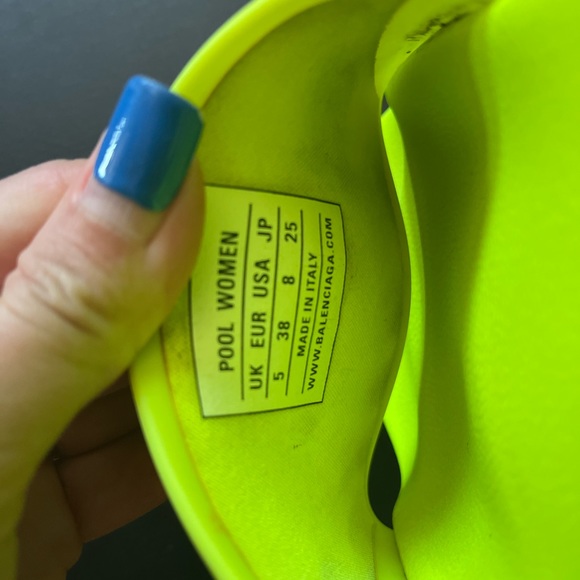 POOL WOMEN
UK EUR USA JP
5 38 8 25
MADE IN ITALY
WWW.BALENCIAGA.COM